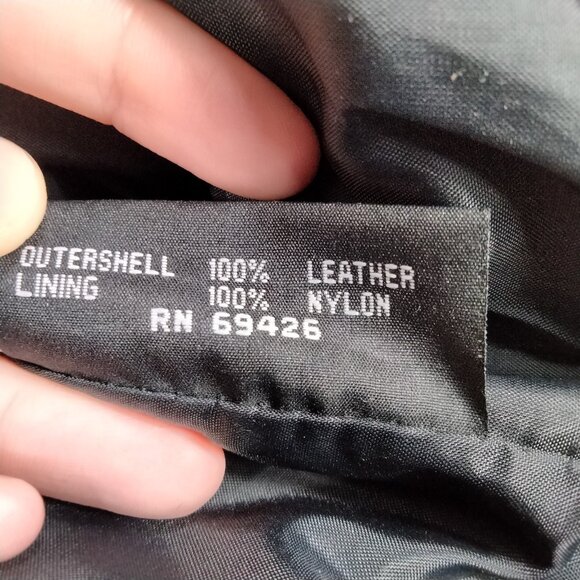 OUTERSHELL 100% LEATHER
LINING 100% NYLON
RN 69426